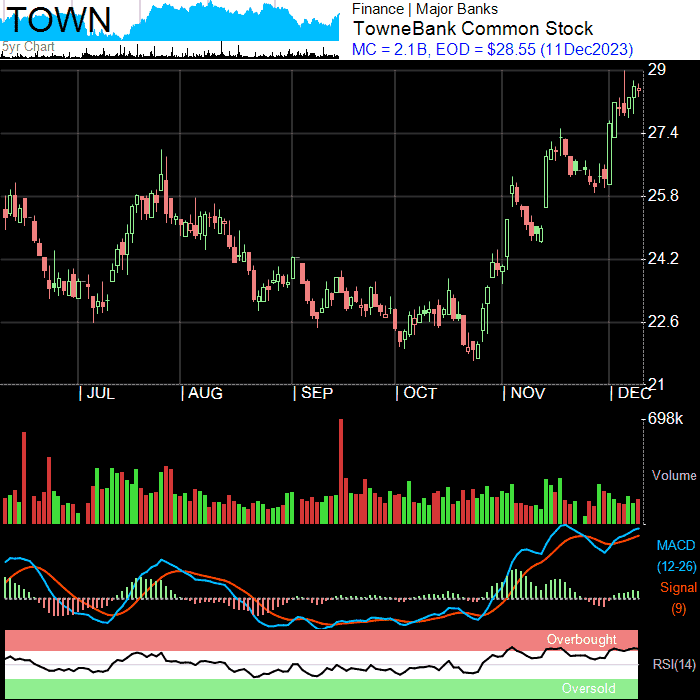 TOWN
5yr Chart
Finance | Major Banks
TowneBank Common Stock
MC = 2.1B, EOD = $28.55 (11Dec2023)
29
27.4
25.8
24.2
22.6
21
JUL AUG SEP OCT NOV DEC
698k
Volume
MACD
(12-26)
Signal
(9)
Overbought
RSI(14)
Oversold